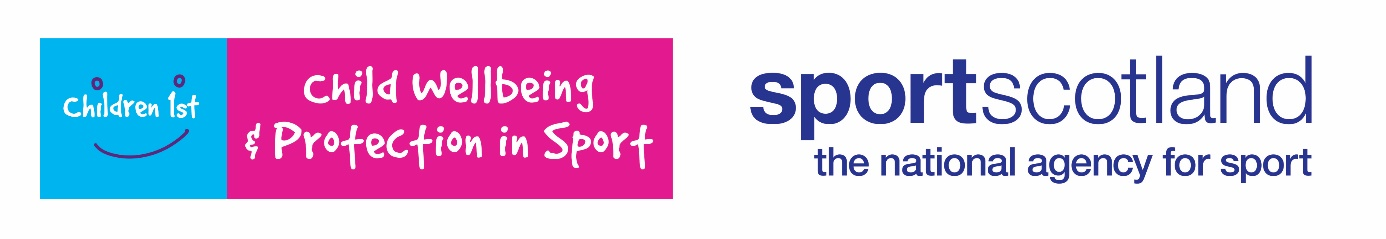 Children 1st
Child Wellbeing
& Protection in Sport
sportscotland
the national agency for sport